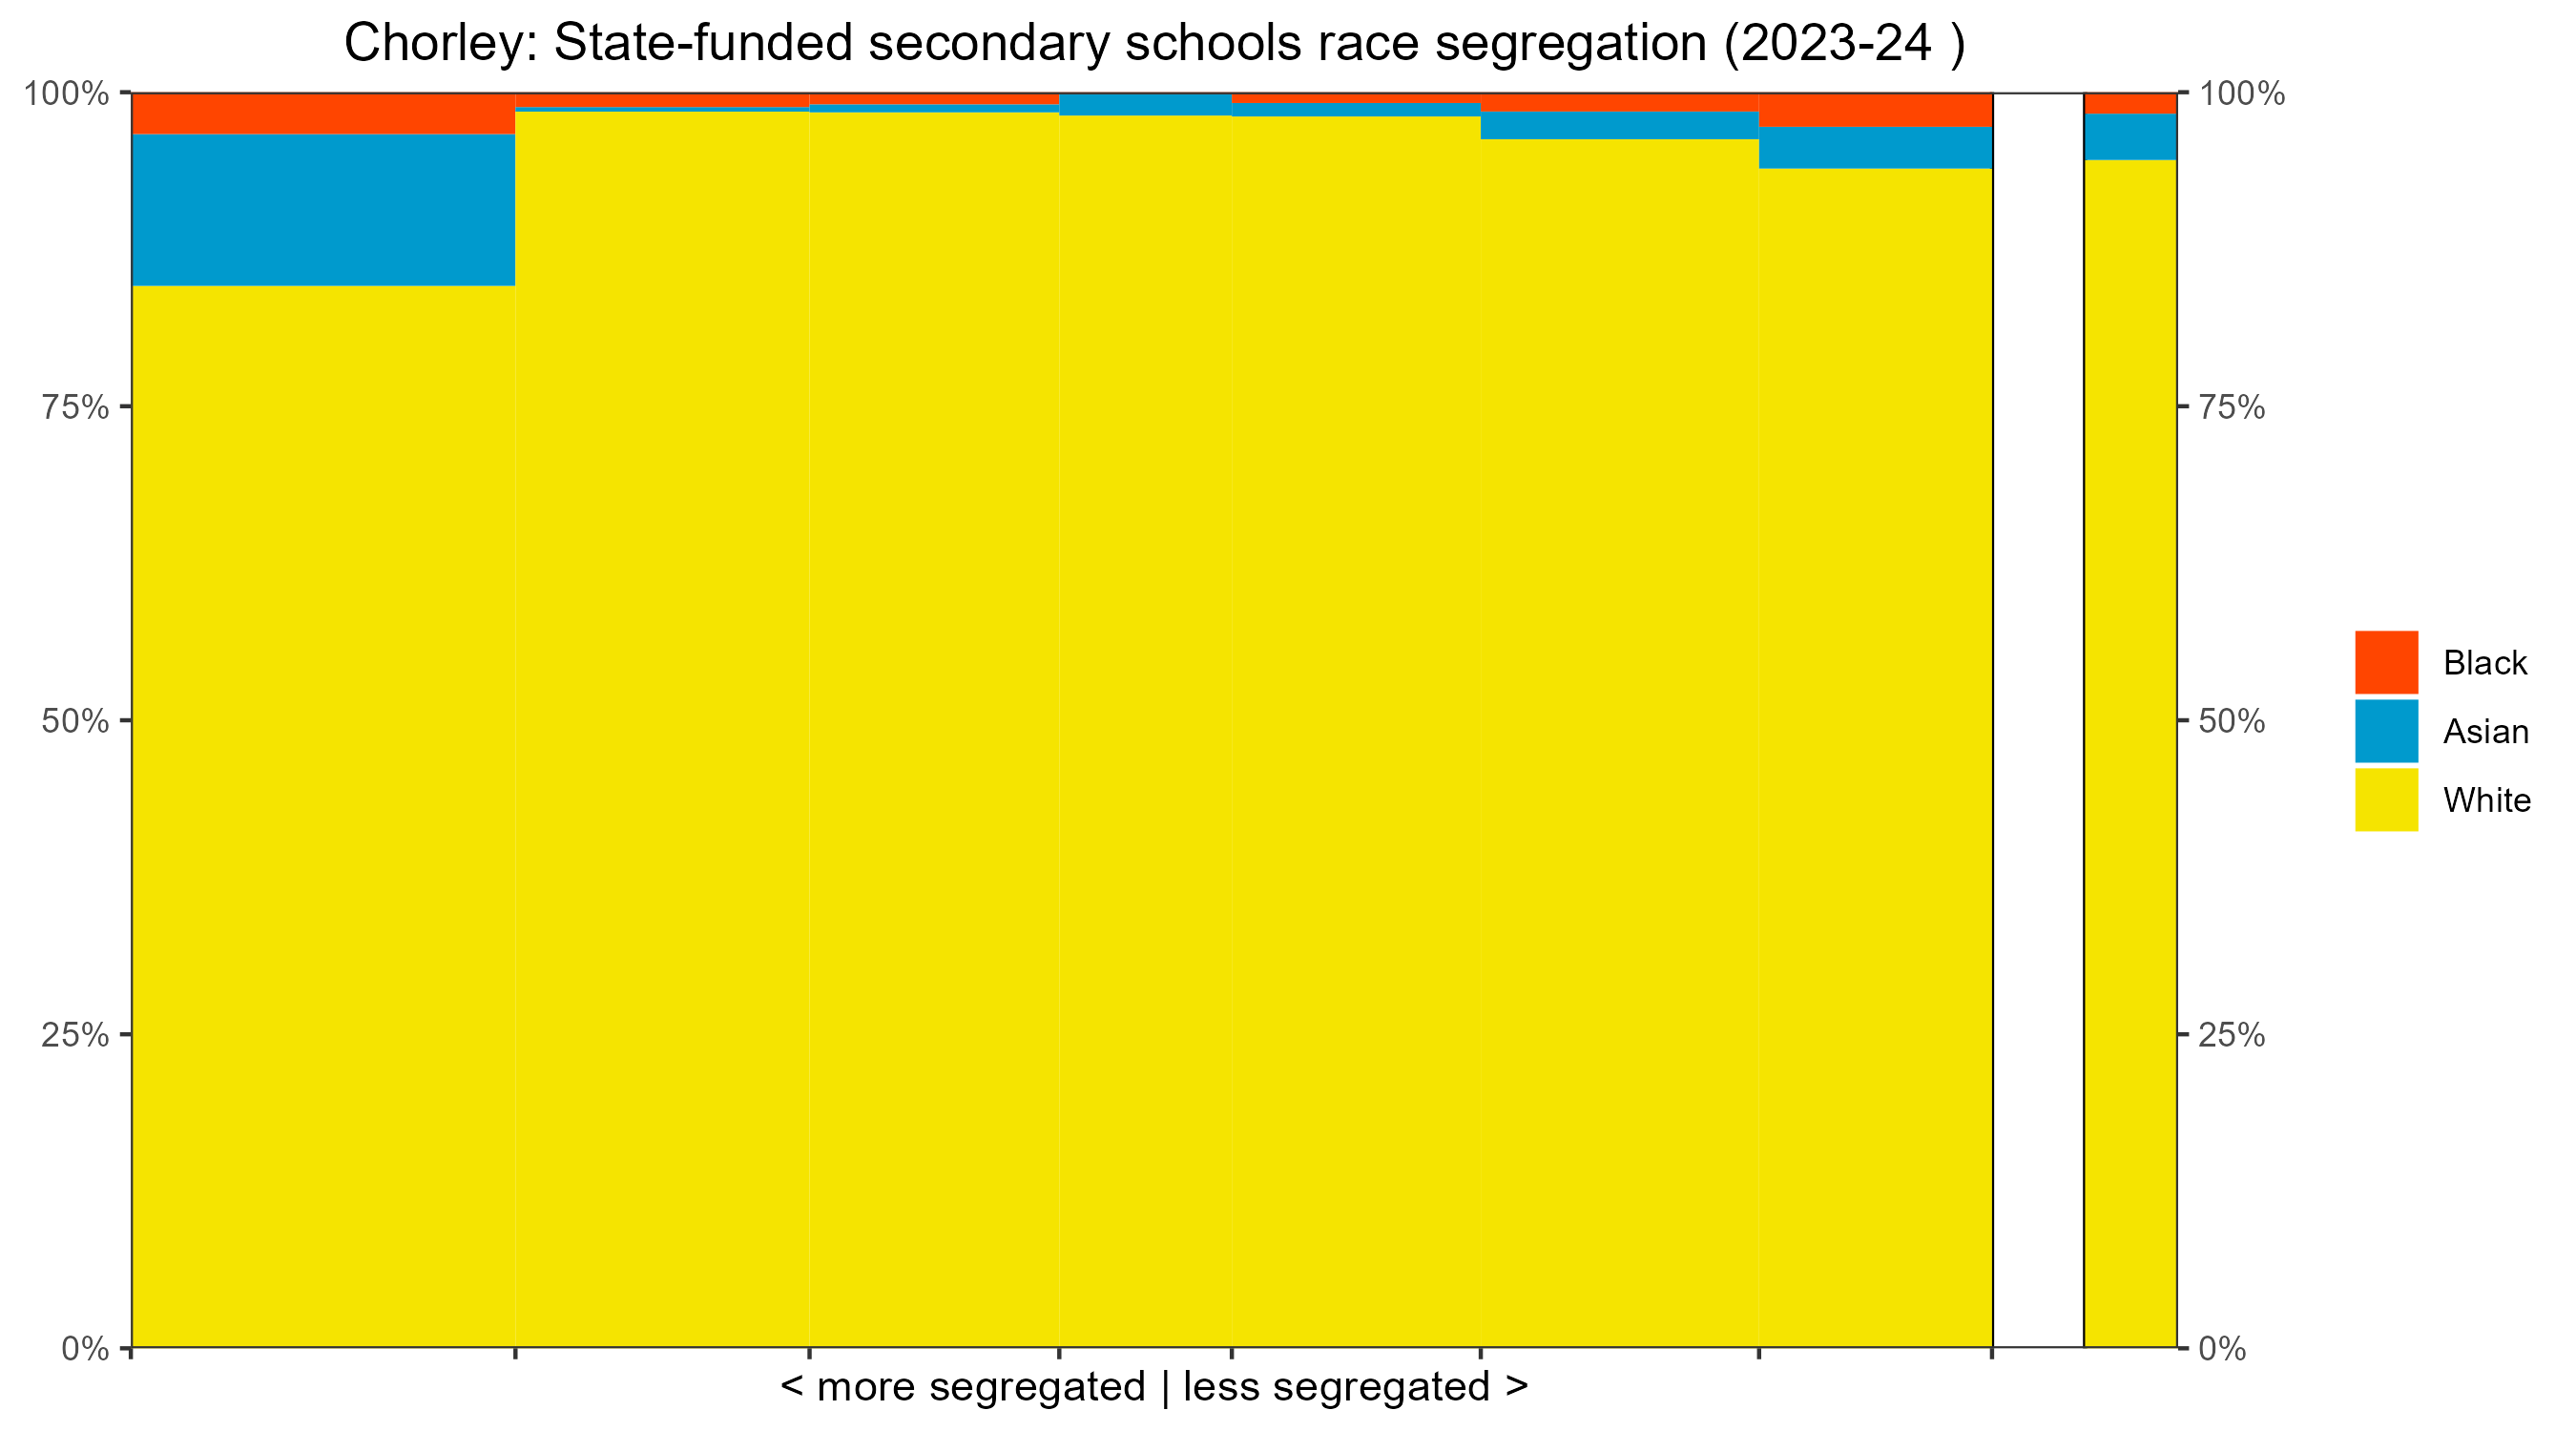 Chorley: State-funded secondary schools race segregation (2023-24 )
100%
75%
50%
25%
0%
100%
75%
50%
25%
0%
Black
Asian
White
< more segregated | less segregated >